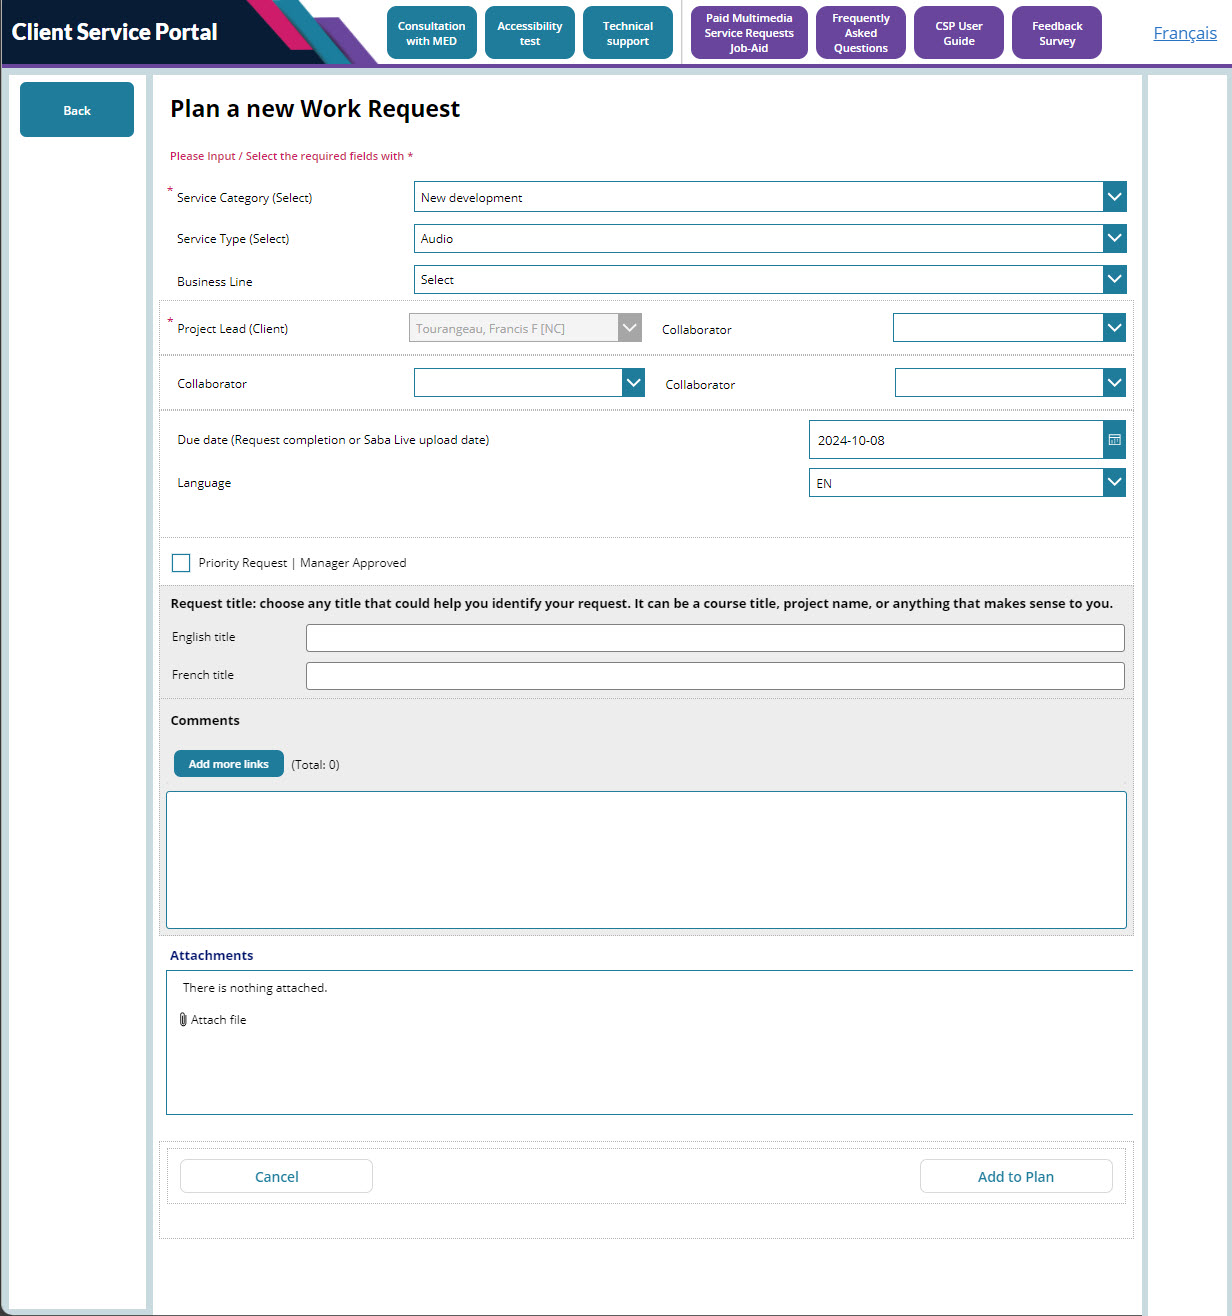 Client Service Portal
Consultation
with MED
Accessibility
test
Technical
support
Paid Multimedia
Service Requests
Job-Aid
Frequently
Asked
Questions
CSP User
Guide
Feedback
Survey
Français
Back
Plan a new Work Request
Please Input / Select the required fields with *
* Service Category (Select)
New development
Service Type (Select)
Audio
Business Line
Select
* Project Lead (Client)
Tourangeau, Francis F [NC]
Collaborator
Collaborator
Collaborator
Due date (Request completion or Saba Live upload date)
2024-10-08
Language
EN
Priority Request | Manager Approved
Request title: choose any title that could help you identify your request. It can be a course title, project name, or anything that makes sense to you.
English title
French title
Comments
Add more links
(Total: 0)
Attachments
There is nothing attached.
Attach file
Cancel
Add to Plan